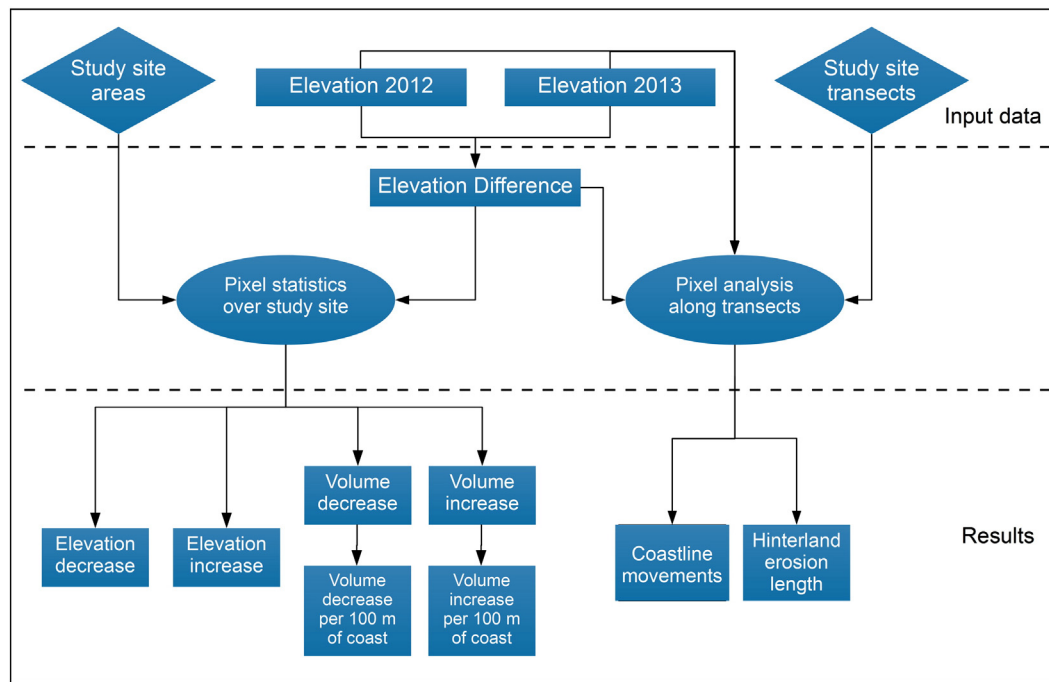 Study site
areas
Elevation 2012
Elevation 2013
Study site
transects
Input data
Elevation Difference
Pixel statistics
over study site
Pixel analysis
along transects
Volume
decrease
Volume
increase
Elevation
decrease
Elevation
increase
Coastline
movements
Hinterland
erosion
length
Results
Volume
decrease
per 100 m
of coast
Volume
increase
per 100 m
of coast